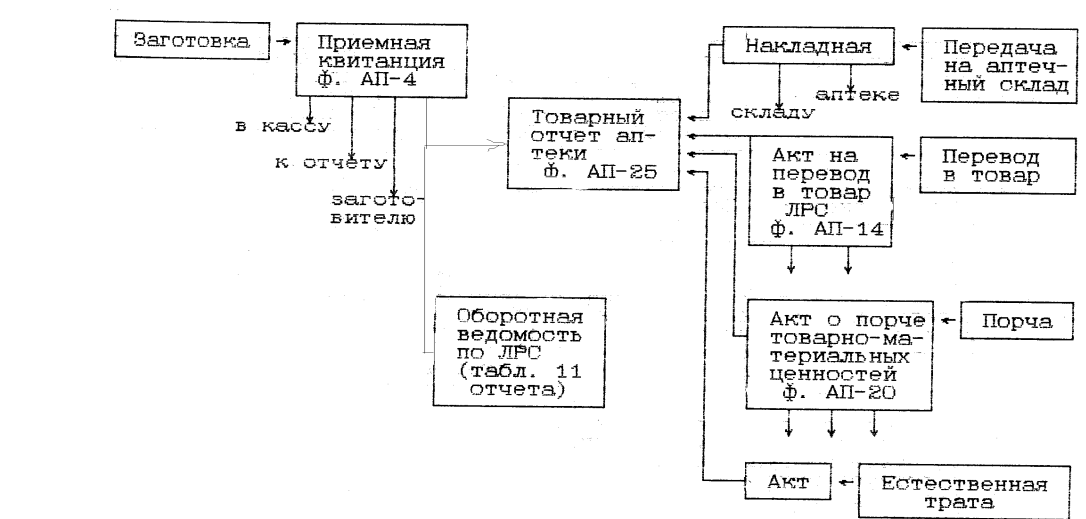 Заготовка
Приемная
квитанция
ф. АП-4
в кассу
к отчету
загото-
вителю
Товарный
отчет ап-
теки
ф. АП-25
Оборотная
ведомость
по ЛРС
(табл. 11
отчета)
Накладная
аптеке
складу
Передача
на аптеч-
ный склад
Акт на
перевод
в товар
ЛРС
ф. АП-14
Перевод
в товар
Акт о порче
товарно-ма-
териальных
ценностей
ф. АП-20
Порча
Акт
Естественная
трата